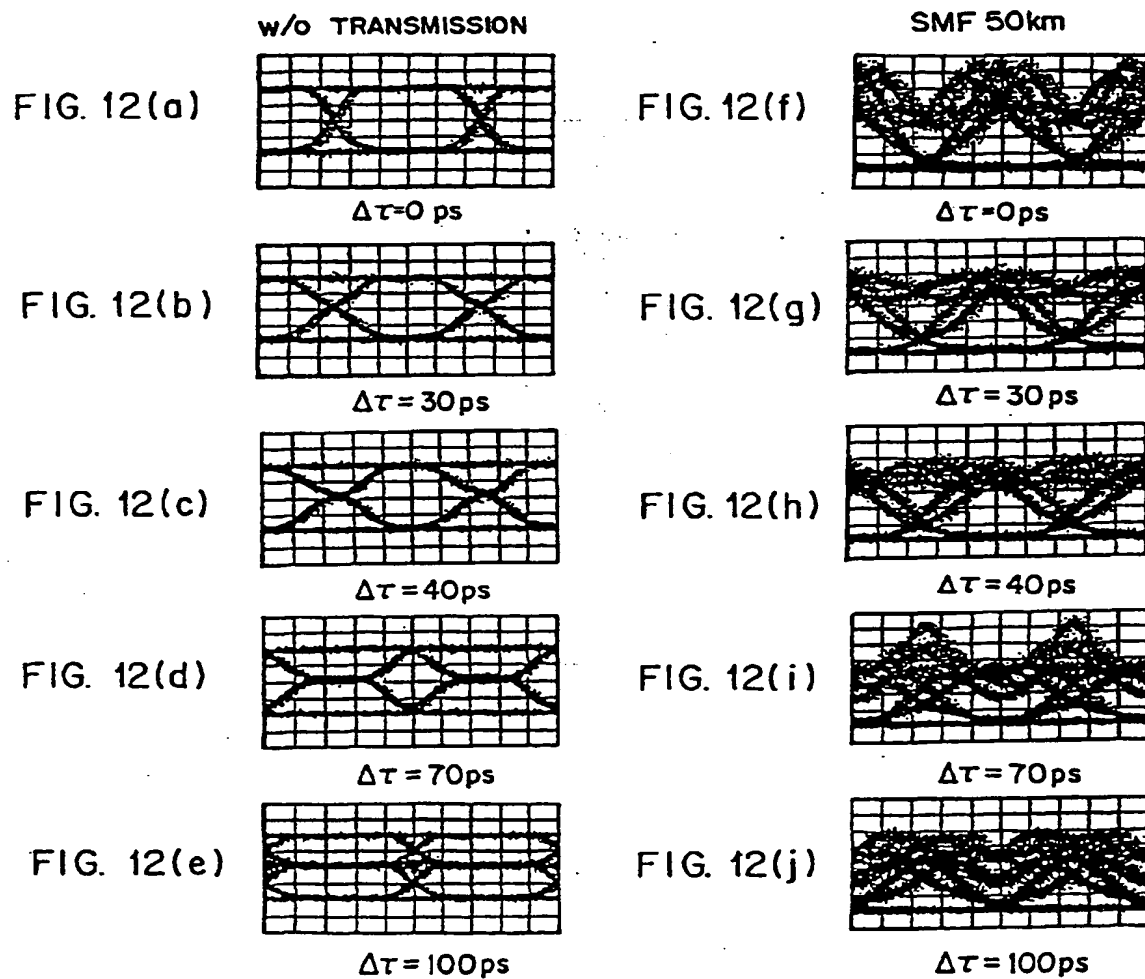 w/o TRANSMISSION
FIG. 12(a)
Δτ=0 ps
FIG. 12(b)
Δτ = 30ps
FIG. 12(c)
Δτ = 40ps
FIG. 12(d)
Δτ = 70ps
FIG. 12(e)
Δτ = 100ps
SMF 50km
FIG. 12(f)
Δτ = 0ps
FIG. 12(g)
Δτ = 30ps
FIG. 12(h)
Δτ = 40ps
FIG. 12(i)
Δτ = 70ps
FIG. 12(j)
Δτ = 100ps